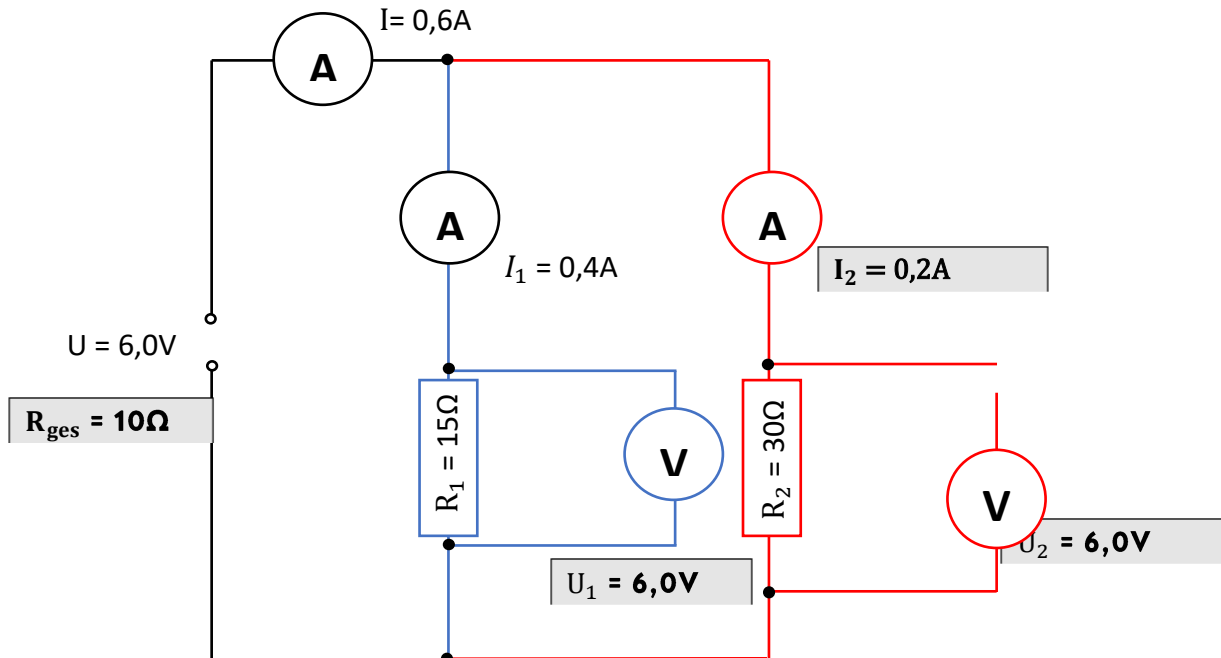 I= 0,6A
A
A
A
I₁ = 0,4A
I₂ = 0,2A
U = 6,0V
R_ges = 10Ω
R₁ = 15Ω
V
R₂ = 30Ω
V
U₁ = 6,0V
U₂ = 6,0V